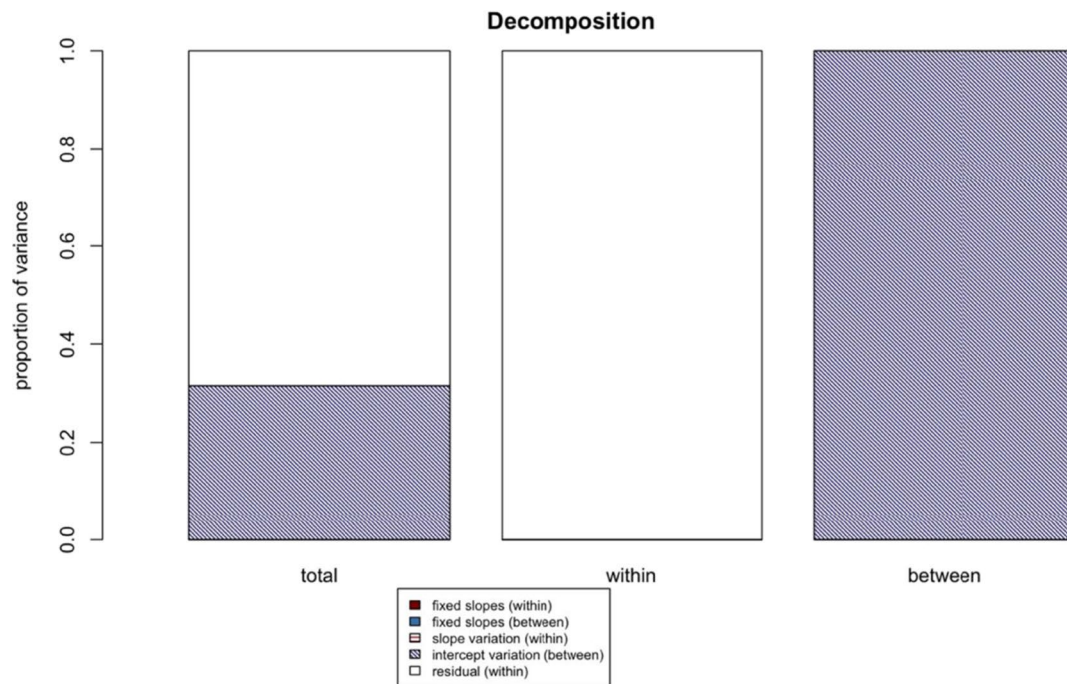 Decomposition
proportion of variance
1.0
0.8
0.6
0.4
0.2
0.0
total within between
fixed slopes (within)
fixed slopes (between)
slope variation (within)
intercept variation (between)
residual (within)